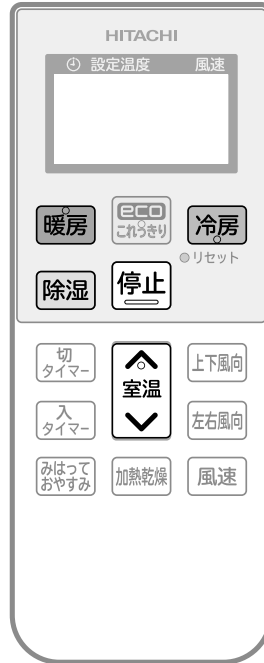 HITACHI
設定温度 風速
暖房
eco
これっきり
冷房
リセット
除湿
停止
切
タイマー
室温
上下風向
入
タイマー
左右風向
みはって
おやすみ
加熱乾燥
風速